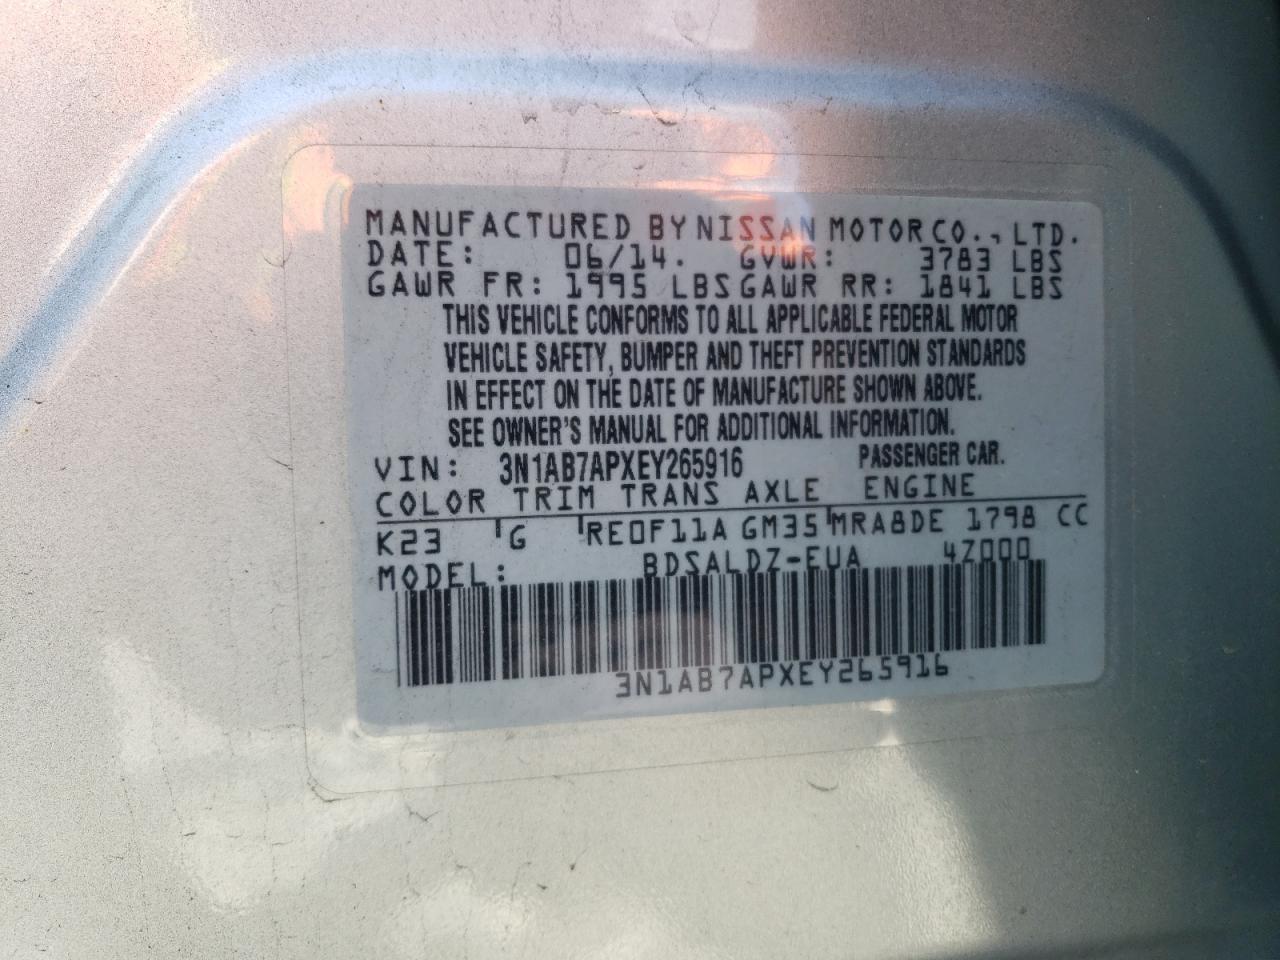 MANUFACTURED BY NISSAN MOTOR CO., LTD.
DATE: 06/14. GVWR: 3783 LBS
GAWR FR: 1995 LBS GAWR RR: 1841 LBS
THIS VEHICLE CONFORMS TO ALL APPLICABLE FEDERAL MOTOR
VEHICLE SAFETY, BUMPER AND THEFT PREVENTION STANDARDS
IN EFFECT ON THE DATE OF MANUFACTURE SHOWN ABOVE.
SEE OWNER'S MANUAL FOR ADDITIONAL INFORMATION.
VIN: 3N1AB7APXEY265916 PASSENGER CAR.
COLOR TRIM TRANS AXLE ENGINE
K23 G RE0F11A GM35 MRA8DE 1798 CC
MODEL: BDSALDZ-EUA 4Z000
3N1AB7APXEY265916